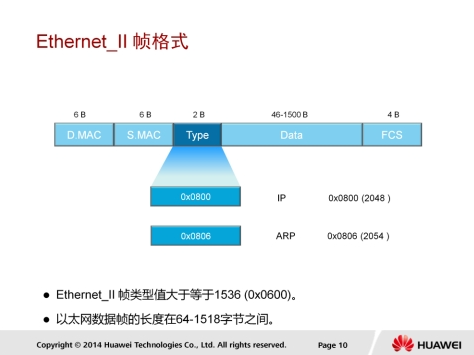 Ethernet_II 帧格式
6 B 6 B 2 B 46-1500 B 4 B
D.MAC S.MAC Type Data FCS
0x0800 IP 0x0800 (2048 )
0x0806 ARP 0x0806 (2054 )
● Ethernet_II 帧类型值大于等于1536 (0x0600)。
● 以太网数据帧的长度在64-1518字节之间。
Copyright © 2014 Huawei Technologies Co., Ltd. All rights reserved. Page 10 HUAWEI